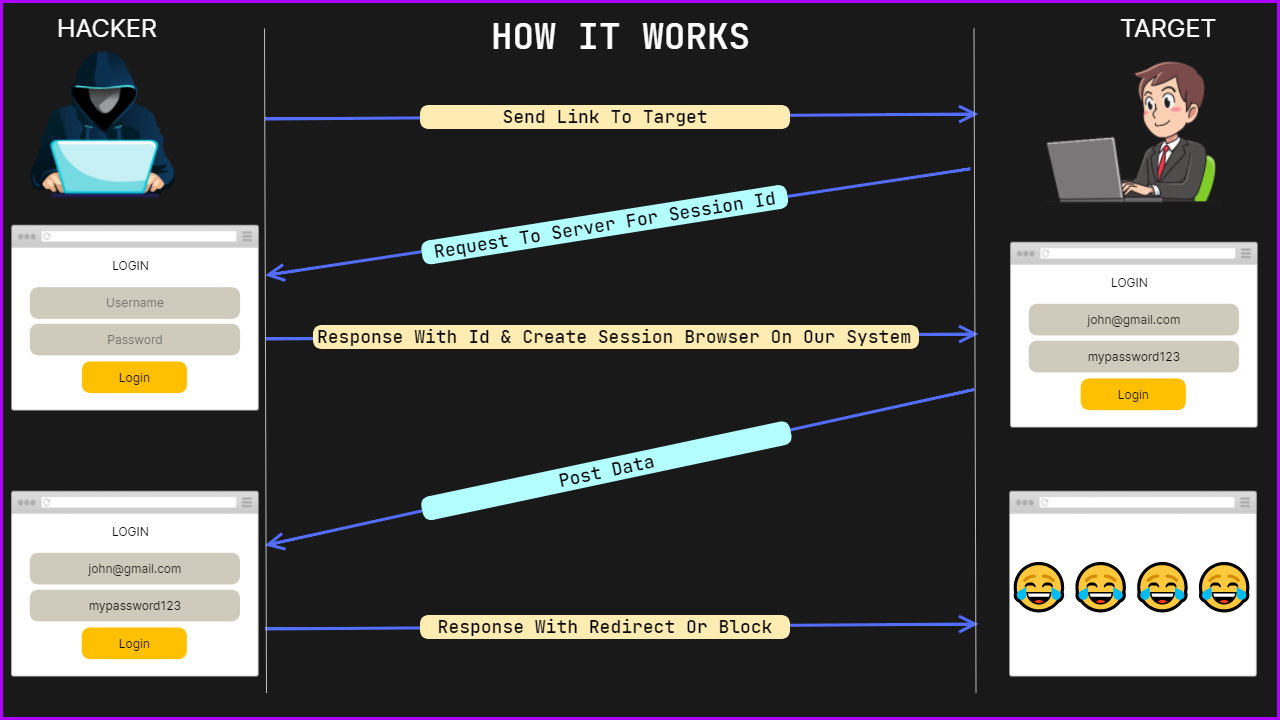 HACKER
HOW IT WORKS
TARGET
Send Link To Target
Request To Server For Session Id
LOGIN
Username
Password
Login
Response With Id & Create Session Browser On Our System
LOGIN
john@gmail.com
mypassword123
Login
Post Data
LOGIN
john@gmail.com
mypassword123
Login
Response With Redirect Or Block